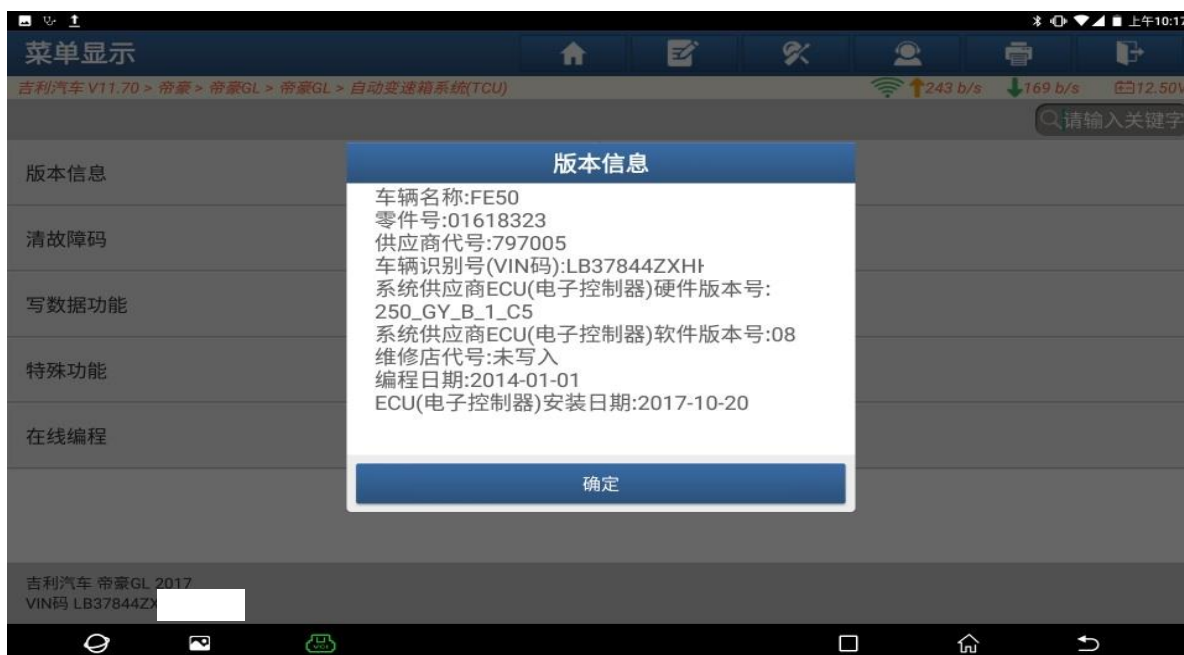 上午10:17
菜单显示
吉利汽车 V11.70 > 帝豪 > 帝豪GL > 帝豪GL > 自动变速箱系统(TCU)
243 b/s
169 b/s
12.50V
请输入关键字
版本信息
清故障码
写数据功能
特殊功能
在线编程
版本信息
车辆名称:FE50
零件号:01618323
供应商代号:797005
车辆识别号(VIN码):LB37844ZXH
系统供应商ECU(电子控制器)硬件版本号:
250_GY_B_1_C5
系统供应商ECU(电子控制器)软件版本号:08
维修店代号:未写入
编程日期:2014-01-01
ECU(电子控制器)安装日期:2017-10-20
确定
吉利汽车 帝豪GL 2017
VIN码 LB37844ZX